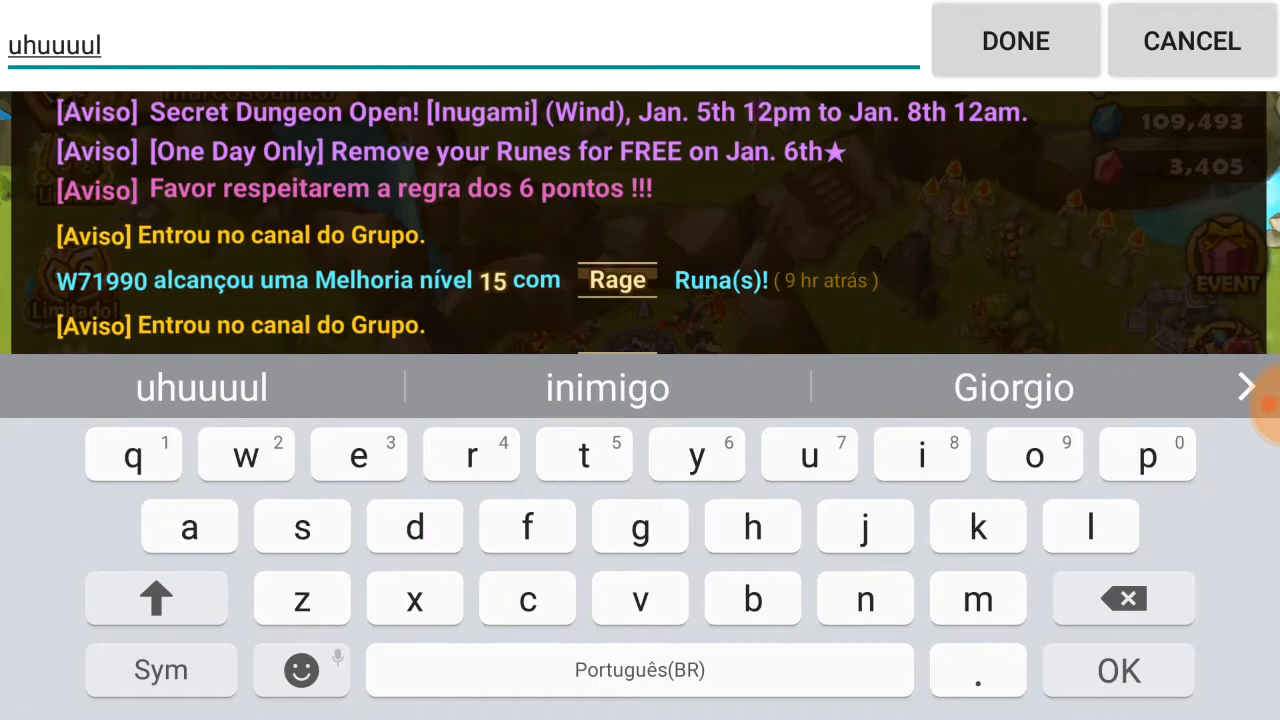 uhuuuul
DONE
CANCEL
[Aviso] Secret Dungeon Open! [Inugami] (Wind), Jan. 5th 12pm to Jan. 8th 12am.
109,493
[Aviso] [One Day Only] Remove your Runes for FREE on Jan. 6th★
3,405
[Aviso] Favor respeitarem a regra dos 6 pontos !!!
[Aviso] Entrou no canal do Grupo.
W71990 alcançou uma Melhoria nível 15 com Rage Runa(s)! ( 9 hr atrás )
EVENT
Limitado!
[Aviso] Entrou no canal do Grupo.
uhuuuul inimigo Giorgio
q 1 w 2 e 3 r 4 t 5 y 6 u 7 i 8 o 9 p 0
a s d f g h j k l
z x c v b n m
Sym Português(BR) . OK